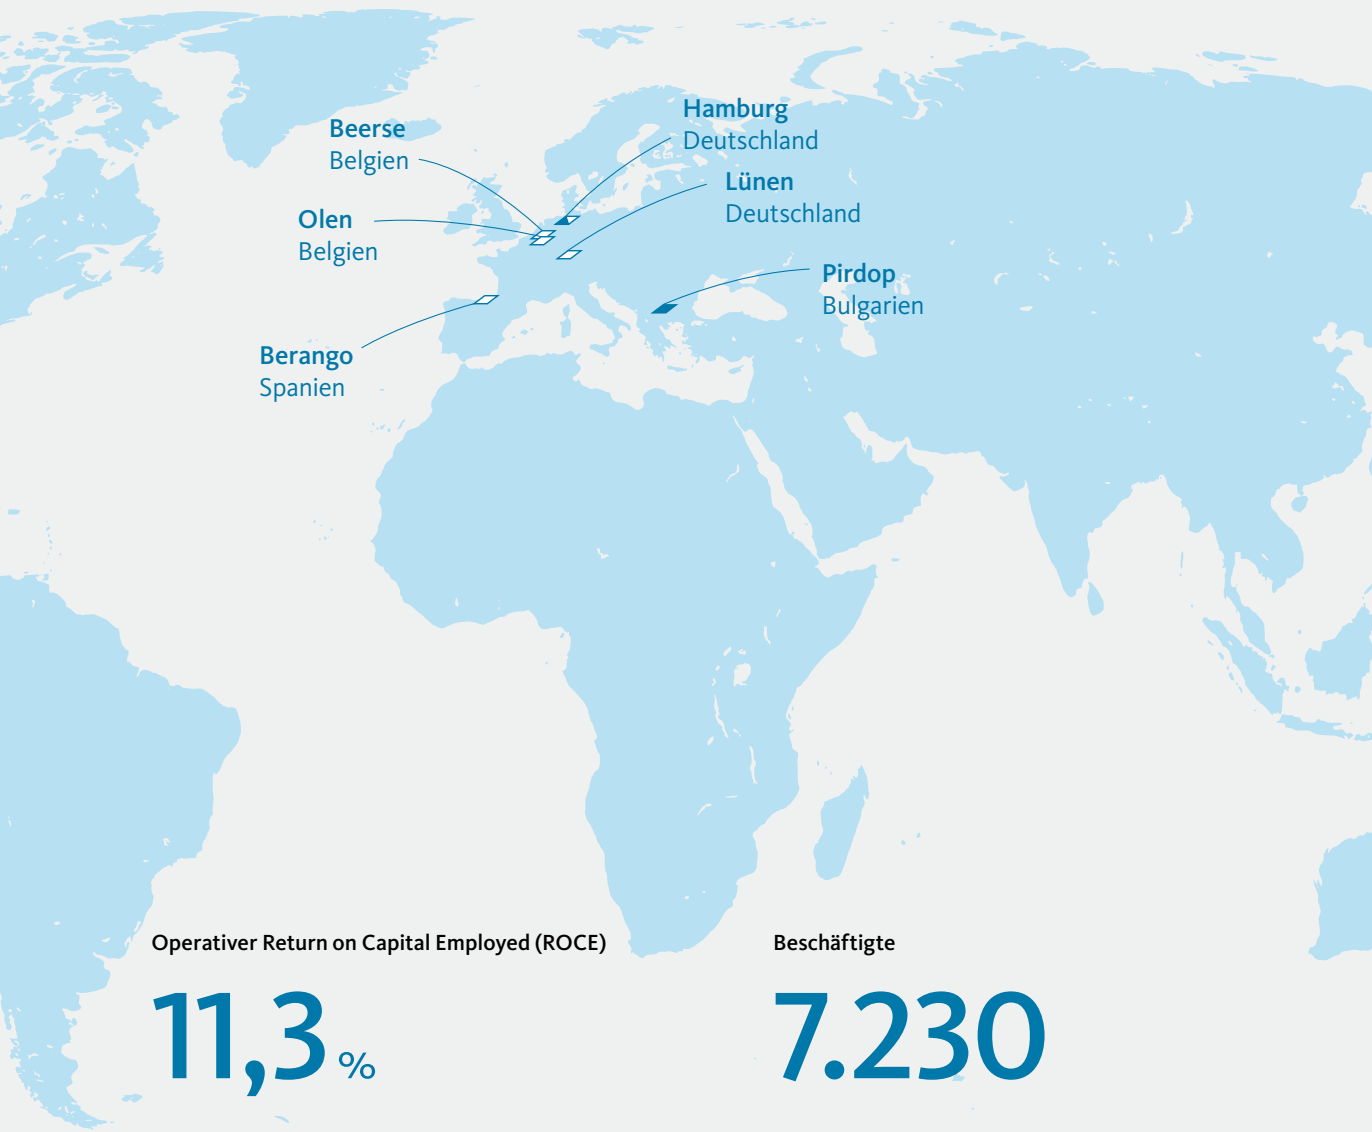 Hamburg
Deutschland
Beerse
Belgien
Lünen
Deutschland
Olen
Belgien
Pirdop
Bulgarien
Berango
Spanien
Operativer Return on Capital Employed (ROCE)
11,3 %
Beschäftigte
7.230